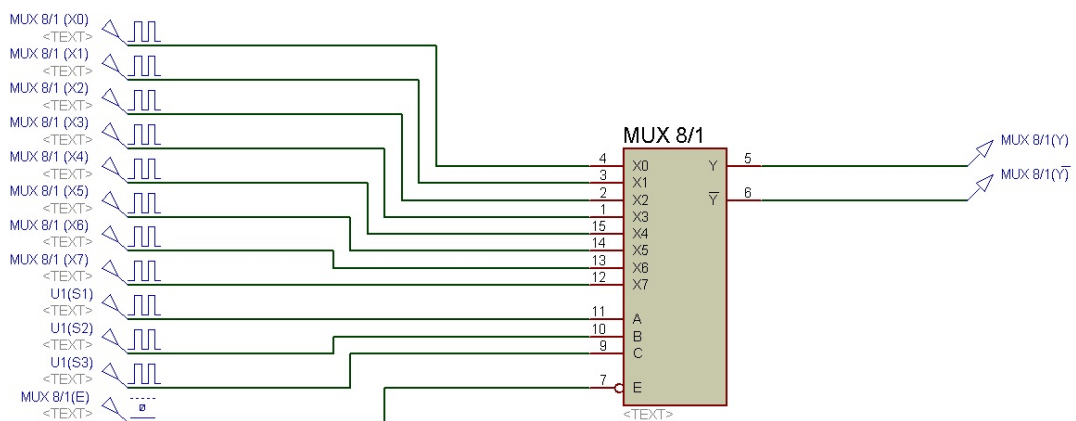 MUX 8/1 (X0)
<TEXT>
MUX 8/1 (X1)
<TEXT>
MUX 8/1 (X2)
<TEXT>
MUX 8/1 (X3)
<TEXT>
MUX 8/1 (X4)
<TEXT>
MUX 8/1 (X5)
<TEXT>
MUX 8/1 (X6)
<TEXT>
MUX 8/1 (X7)
<TEXT>
U1(S1)
<TEXT>
U1(S2)
<TEXT>
U1(S3)
<TEXT>
MUX 8/1(E)
<TEXT>
0
MUX 8/1
4 X0
3 X1
2 X2
1 X3
15 X4
14 X5
13 X6
12 X7
11 A
10 B
9 C
7 E
Y 5
Y̅ 6
<TEXT>
MUX 8/1(Y)
MUX 8/1(Y̅)